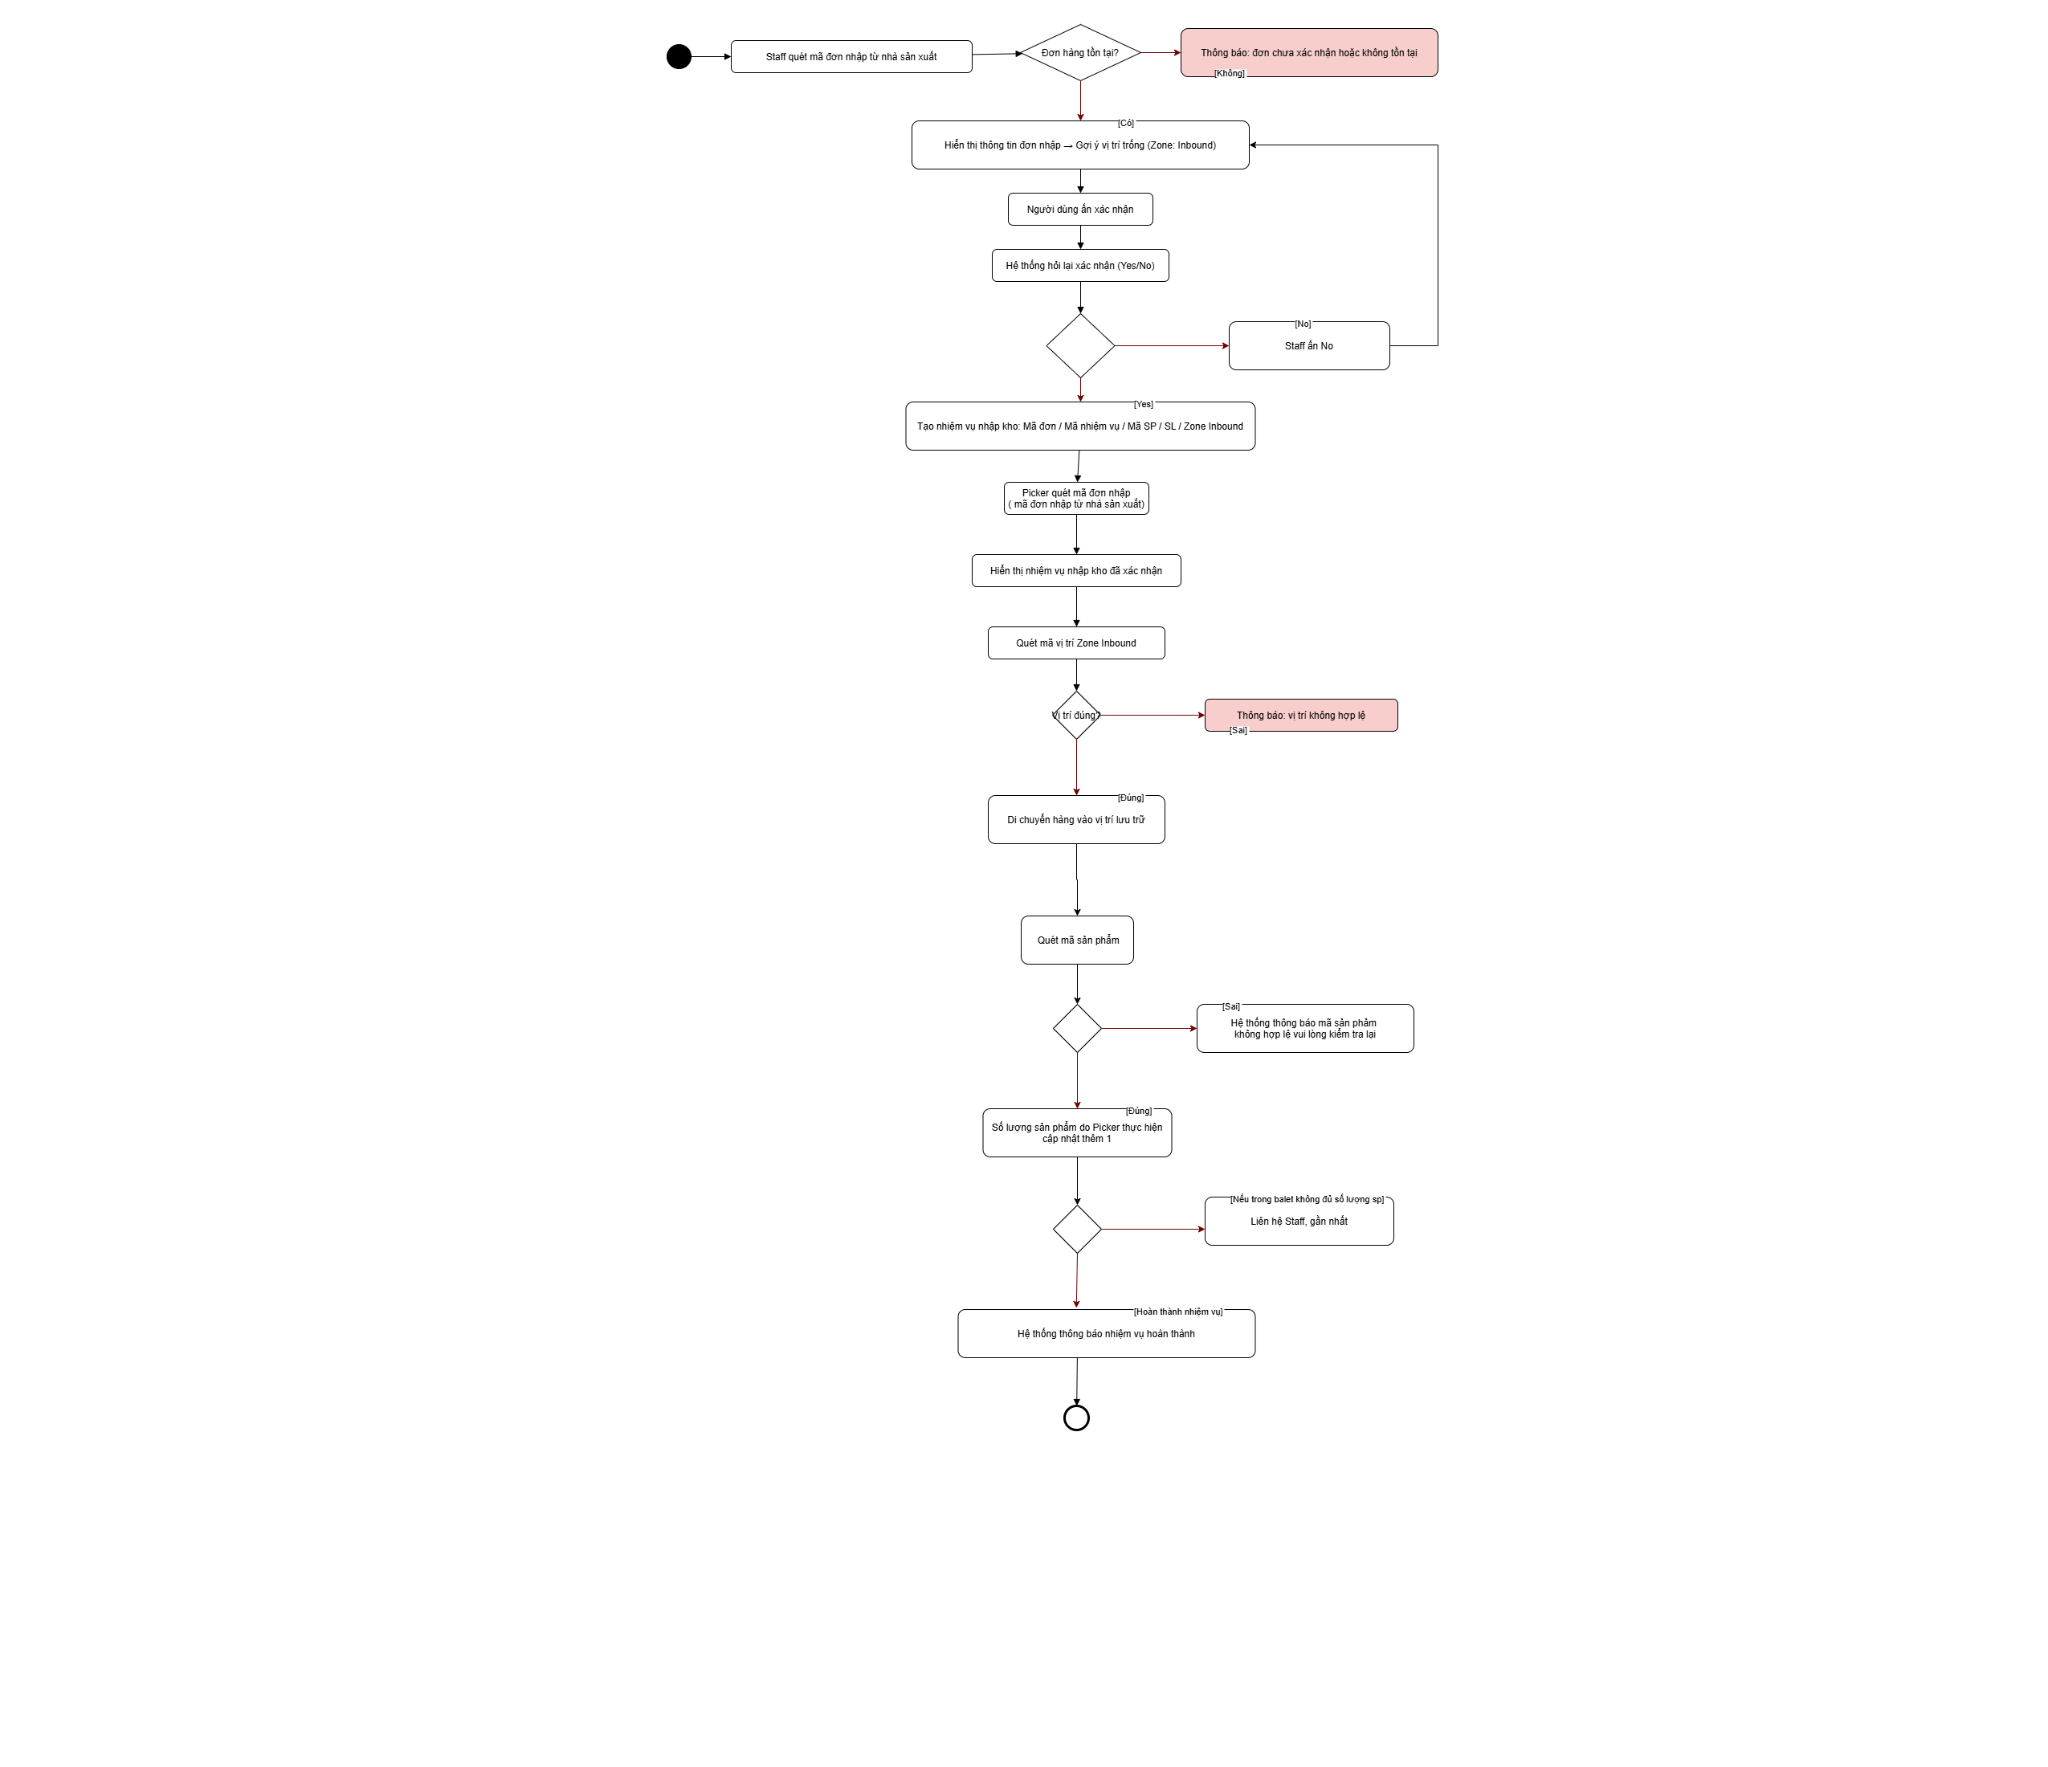 Staff quét mã đơn nhập từ nhà sản xuất
Đơn hàng tồn tại?
Thông báo: đơn chưa xác nhận hoặc không tồn tại
[Không]
[Có]
Hiển thị thông tin đơn nhập → Gợi ý vị trí trống (Zone: Inbound)
Người dùng ấn xác nhận
Hệ thống hỏi lại xác nhận (Yes/No)
[No]
Staff ấn No
[Yes]
Tạo nhiệm vụ nhập kho: Mã đơn / Mã nhiệm vụ / Mã SP / SL / Zone Inbound
Picker quét mã đơn nhập
( mã đơn nhập từ nhà sản xuất)
Hiển thị nhiệm vụ nhập kho đã xác nhận
Quét mã vị trí Zone Inbound
Vị trí đúng?
Thông báo: vị trí không hợp lệ
[Sai]
[Đúng]
Di chuyển hàng vào vị trí lưu trữ
Quét mã sản phẩm
[Sai]
Hệ thống thông báo mã sản phảm
không hợp lệ vui lòng kiểm tra lại
[Đúng]
Số lượng sản phẩm do Picker thực hiện
cập nhật thêm 1
[Nếu trong balet không đủ số lượng sp]
Liên hệ Staff, gần nhất
[Hoàn thành nhiệm vụ]
Hệ thống thông báo nhiệm vụ hoàn thành